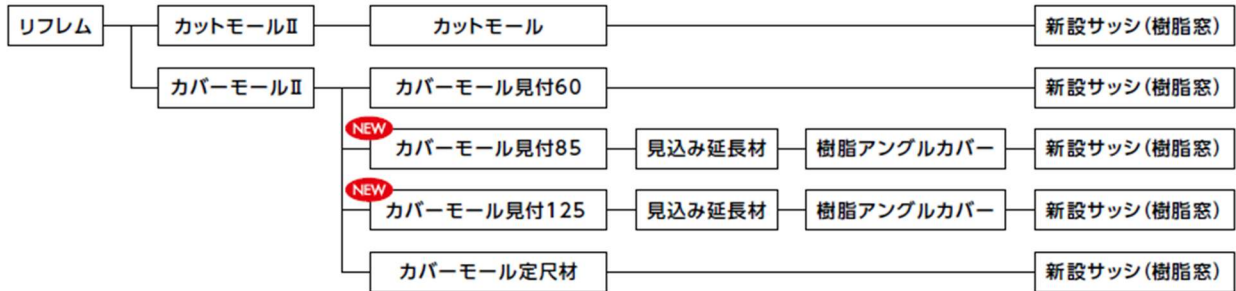 リフレム
カットモールⅡ
カットモール
新設サッシ(樹脂窓)
カバーモールⅡ
カバーモール見付60
新設サッシ(樹脂窓)
NEW
カバーモール見付85
見込み延長材
樹脂アングルカバー
新設サッシ(樹脂窓)
NEW
カバーモール見付125
見込み延長材
樹脂アングルカバー
新設サッシ(樹脂窓)
カバーモール定尺材
新設サッシ(樹脂窓)